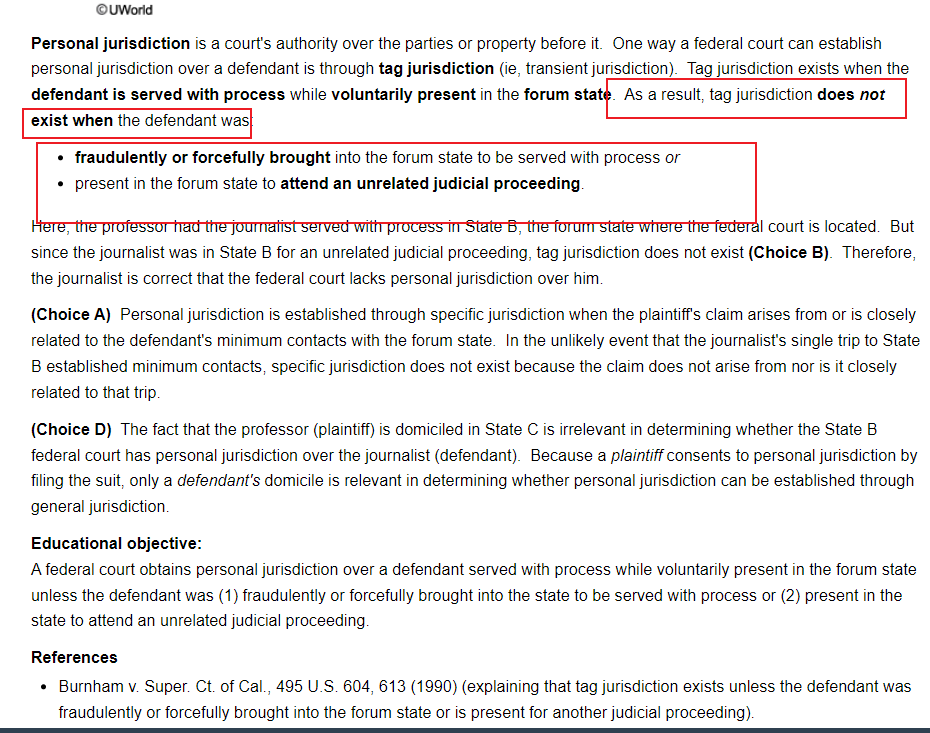 ©UWorld
Personal jurisdiction is a court's authority over the parties or property before it. One way a federal court can establish
personal jurisdiction over a defendant is through tag jurisdiction (ie, transient jurisdiction). Tag jurisdiction exists when the
defendant is served with process while voluntarily present in the forum state. As a result, tag jurisdiction does not
exist when the defendant was:
• fraudulently or forcefully brought into the forum state to be served with process or
• present in the forum state to attend an unrelated judicial proceeding.
Here, the professor had the journalist served with process in State B, the forum state where the federal court is located. But
since the journalist was in State B for an unrelated judicial proceeding, tag jurisdiction does not exist (Choice B). Therefore,
the journalist is correct that the federal court lacks personal jurisdiction over him.
(Choice A) Personal jurisdiction is established through specific jurisdiction when the plaintiff's claim arises from or is closely
related to the defendant's minimum contacts with the forum state. In the unlikely event that the journalist's single trip to State
B established minimum contacts, specific jurisdiction does not exist because the claim does not arise from nor is it closely
related to that trip.
(Choice D) The fact that the professor (plaintiff) is domiciled in State C is irrelevant in determining whether the State B
federal court has personal jurisdiction over the journalist (defendant). Because a plaintiff consents to personal jurisdiction by
filing the suit, only a defendant's domicile is relevant in determining whether personal jurisdiction can be established through
general jurisdiction.
Educational objective:
A federal court obtains personal jurisdiction over a defendant served with process while voluntarily present in the forum state
unless the defendant was (1) fraudulently or forcefully brought into the state to be served with process or (2) present in the
state to attend an unrelated judicial proceeding.
References
• Burnham v. Super. Ct. of Cal., 495 U.S. 604, 613 (1990) (explaining that tag jurisdiction exists unless the defendant was
fraudulently or forcefully brought into the forum state or is present for another judicial proceeding).